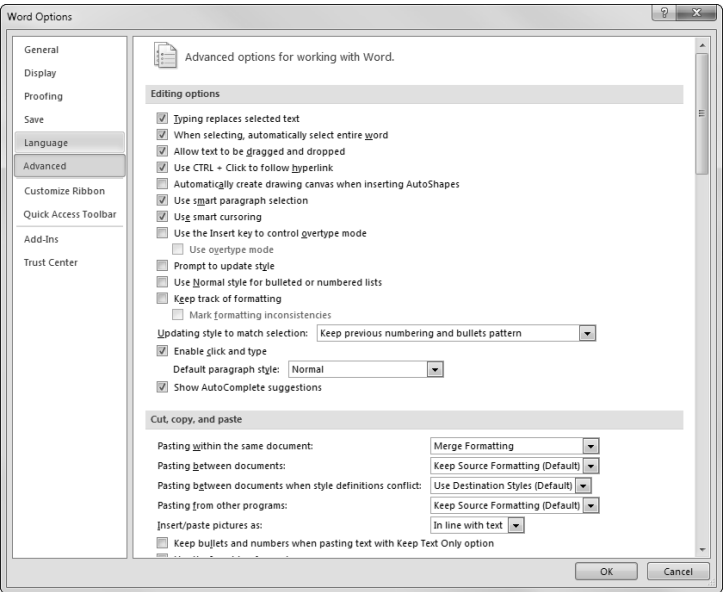 Word Options
General
Display
Proofing
Save
Language
Advanced
Customize Ribbon
Quick Access Toolbar
Add-Ins
Trust Center
Advanced options for working with Word.
Editing options
Typing replaces selected text
When selecting, automatically select entire word
Allow text to be dragged and dropped
Use CTRL + Click to follow hyperlink
Automatically create drawing canvas when inserting AutoShapes
Use smart paragraph selection
Use smart cursoring
Use the Insert key to control overtype mode
Use overtype mode
Prompt to update style
Use Normal style for bulleted or numbered lists
Keep track of formatting
Mark formatting inconsistencies
Updating style to match selection: Keep previous numbering and bullets pattern
Enable click and type
Default paragraph style: Normal
Show AutoComplete suggestions
Cut, copy, and paste
Pasting within the same document: Merge Formatting
Pasting between documents: Keep Source Formatting (Default)
Pasting between documents when style definitions conflict: Use Destination Styles (Default)
Pasting from other programs: Keep Source Formatting (Default)
Insert/paste pictures as: In line with text
Keep bullets and numbers when pasting text with Keep Text Only option
OK Cancel